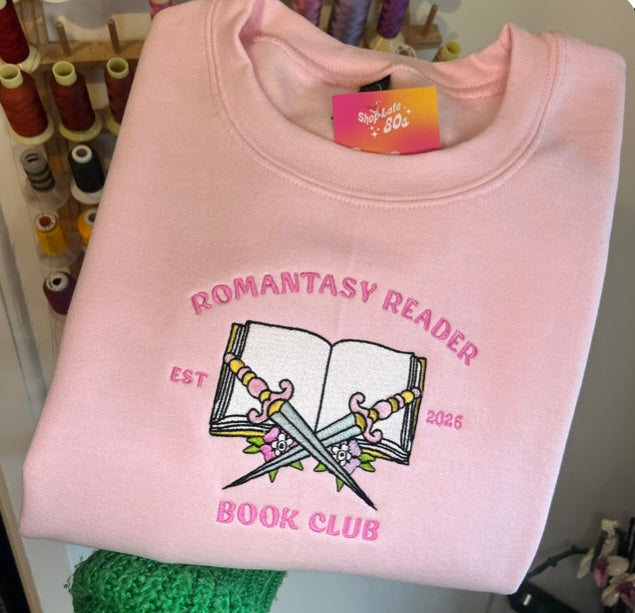 Shop Late
80s
ROMANTASY READER
EST
2026
BOOK CLUB